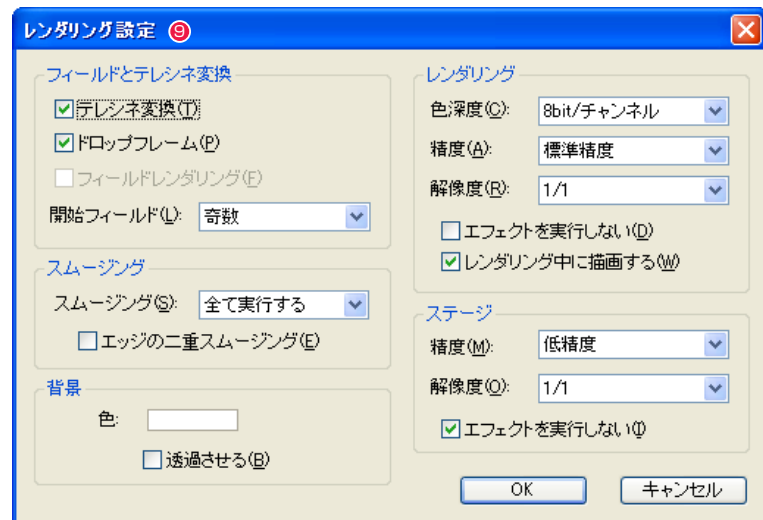 レンダリング設定 9
フィールドとテレシネ変換
テレシネ変換(T)
ドロップフレーム(P)
フィールドレンダリング(F)
開始フィールド(L): 奇数
スムージング
スムージング(S): 全て実行する
エッジの二重スムージング(E)
背景
色:
透過させる(B)
レンダリング
色深度(C): 8bit/チャンネル
精度(A): 標準精度
解像度(R): 1/1
エフェクトを実行しない(D)
レンダリング中に描画する(W)
ステージ
精度(M): 低精度
解像度(O): 1/1
エフェクトを実行しない(I)
OK キャンセル